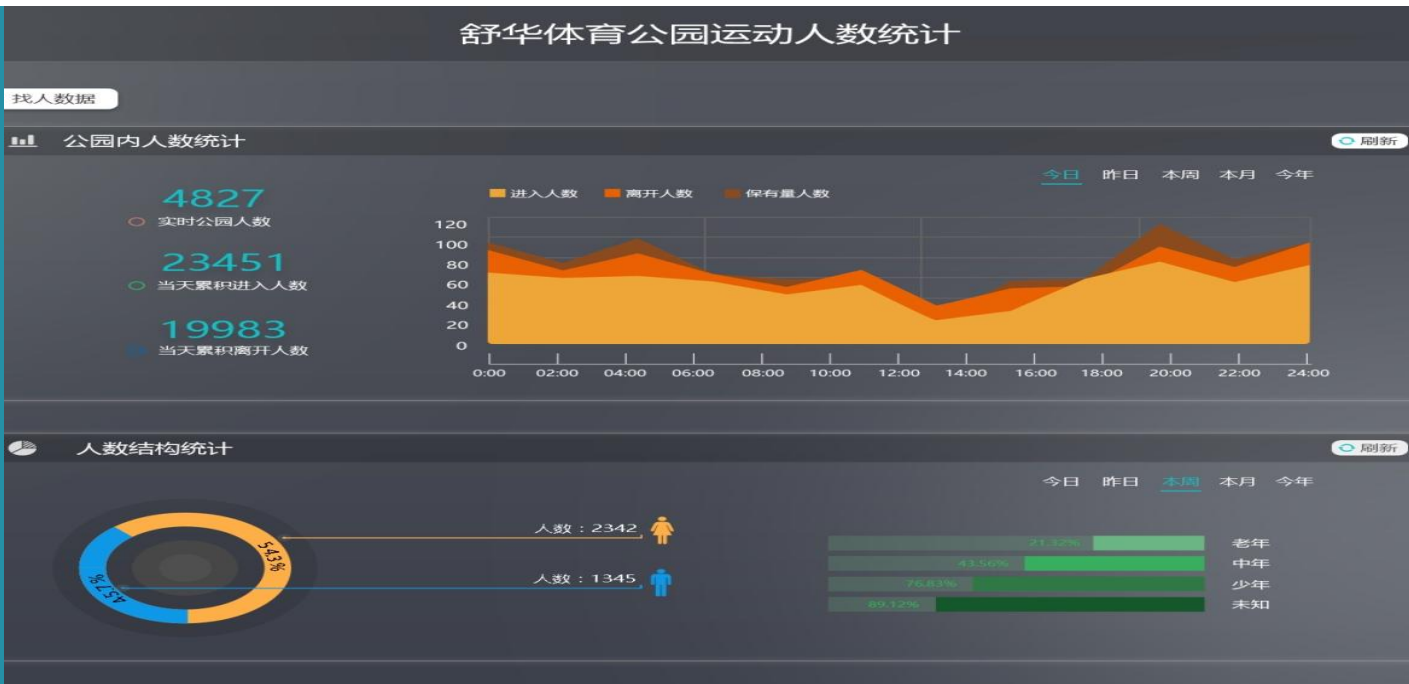 舒华体育公园运动人数统计
找人数据
公园内人数统计
刷新
今日 昨日 本周 本月 今年
4827
实时公园人数
23451
当天累积进入人数
19983
当天累积离开人数
进入人数 离开人数 保有量人数
120
100
80
60
40
20
0
0:00 02:00 04:00 06:00 08:00 10:00 12:00 14:00 16:00 18:00 20:00 22:00 24:00
人数结构统计
刷新
今日 昨日 本周 本月 今年
54.3%
45.7%
人数：2342
人数：1345
21.32% 老年
43.56% 中年
76.83% 少年
89.12% 未知